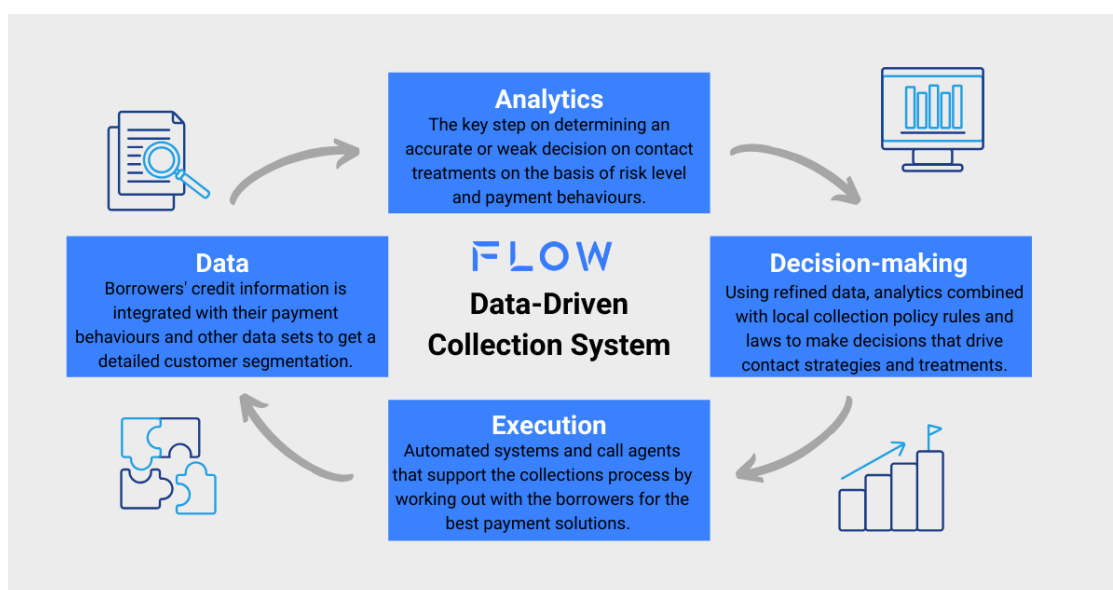 Analytics
The key step on determining an
accurate or weak decision on contact
treatments on the basis of risk level
and payment behaviours.
Data
Borrowers' credit information is
integrated with their payment
behaviours and other data sets to get a
detailed customer segmentation.
FLOW
Data-Driven
Collection System
Decision-making
Using refined data, analytics combined
with local collection policy rules and
laws to make decisions that drive
contact strategies and treatments.
Execution
Automated systems and call agents
that support the collections process by
working out with the borrowers for the
best payment solutions.